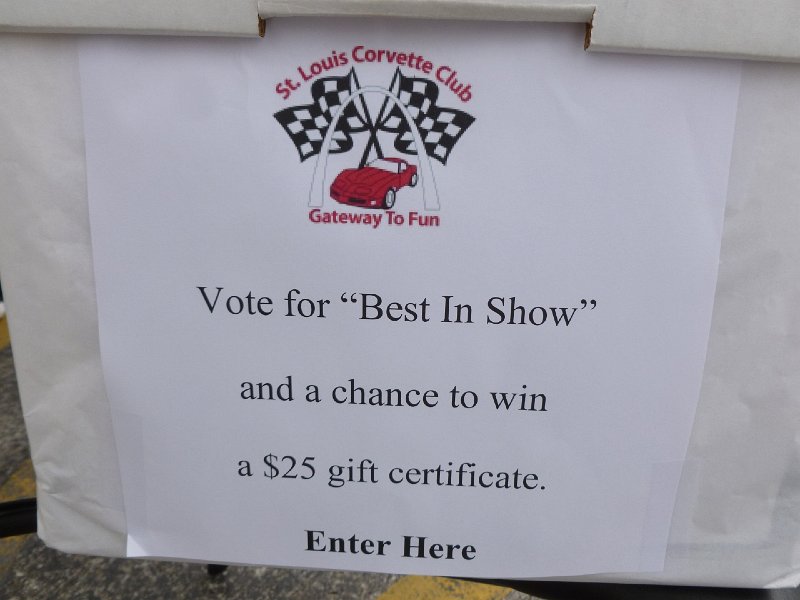 St. Louis Corvette Club
Gateway To Fun
Vote for “Best In Show”
and a chance to win
a $25 gift certificate.
Enter Here